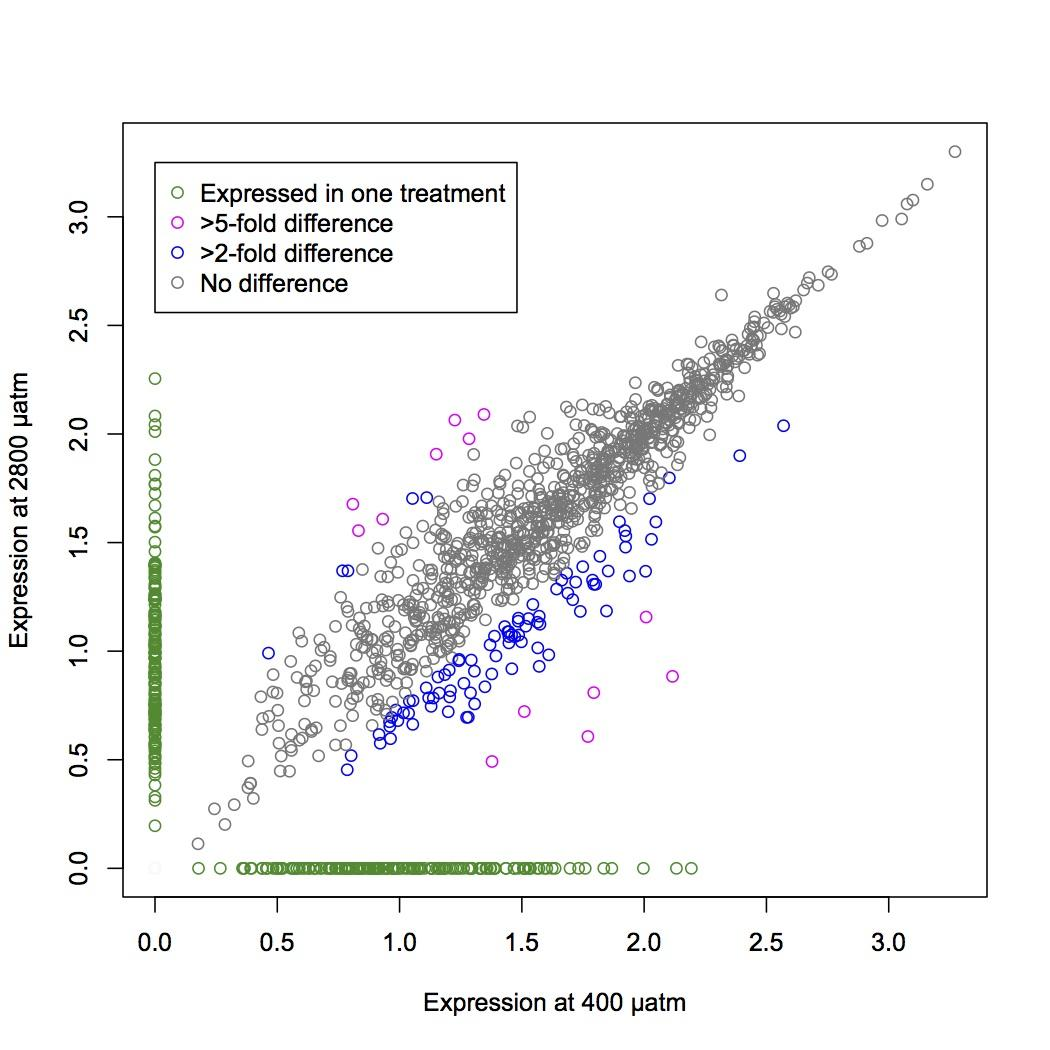 Expressed in one treatment
>5-fold difference
>2-fold difference
No difference
3.0
2.5
2.0
1.5
1.0
0.5
0.0
Expression at 2800 µatm
0.0 0.5 1.0 1.5 2.0 2.5 3.0
Expression at 400 µatm